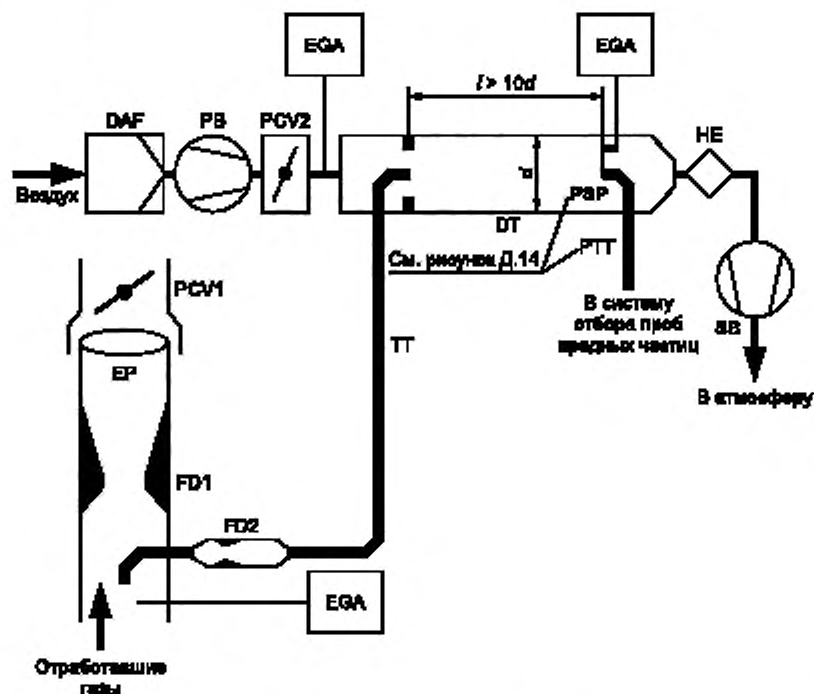 EGA
EGA
l > 10d
DAF
PB
PCV2
HE
Воздух
d
PSP
DT
См. рисунок Д.14
PTT
PCV1
В систему
отбора проб
вредных частиц
SB
EP
TT
В атмосферу
FD1
FD2
EGA
Отработавшие
газы